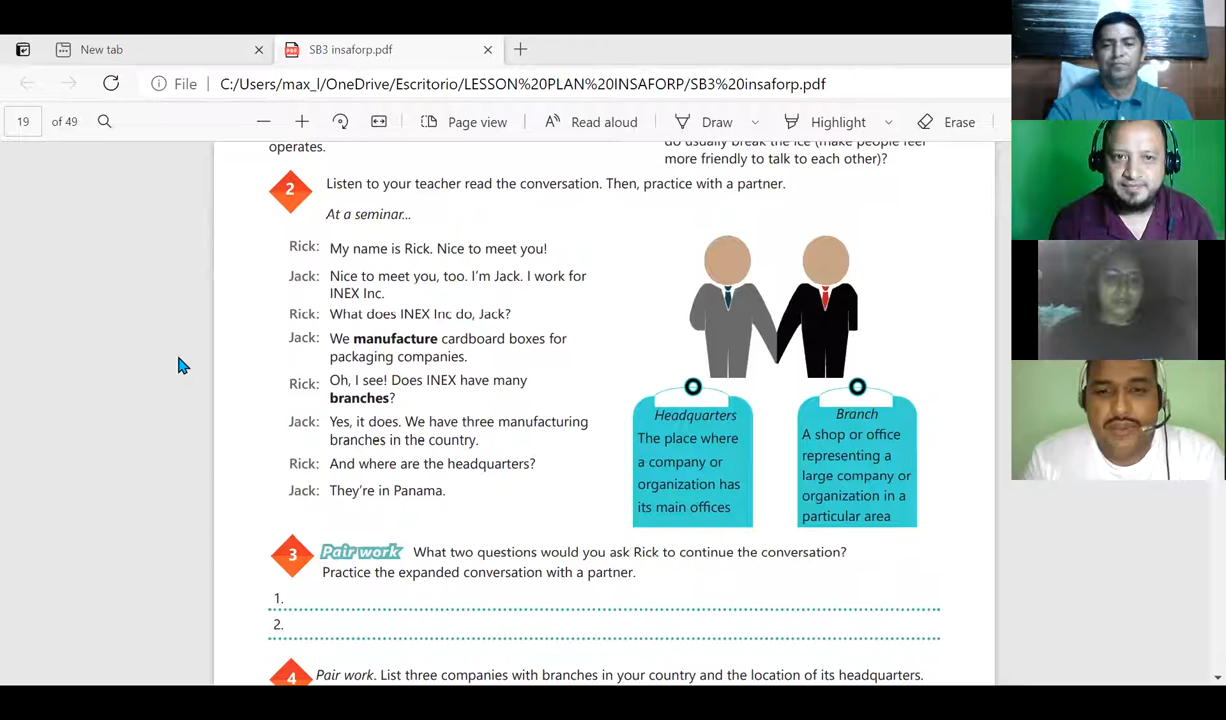 New tab
SB3 insaforp.pdf
File
C:/Users/max_l/OneDrive/Escritorio/LESSON%20PLAN%20INSAFORP/SB3%20insaforp.pdf
19
of 49
Page view
Read aloud
Draw
Highlight
Erase
operates.
do usually break the ice (make people feel
more friendly to talk to each other)?
2
Listen to your teacher read the conversation. Then, practice with a partner.
At a seminar...
Rick: My name is Rick. Nice to meet you!
Jack: Nice to meet you, too. I'm Jack. I work for
INEX Inc.
Rick: What does INEX Inc do, Jack?
Jack: We manufacture cardboard boxes for
packaging companies.
Rick: Oh, I see! Does INEX have many
branches?
Jack: Yes, it does. We have three manufacturing
branches in the country.
Rick: And where are the headquarters?
Jack: They're in Panama.
Headquarters
The place where
a company or
organization has
its main offices
Branch
A shop or office
representing a
large company or
organization in a
particular area
3
Pair work What two questions would you ask Rick to continue the conversation?
Practice the expanded conversation with a partner.
1.
2.
4
Pair work. List three companies with branches in your country and the location of its headquarters.